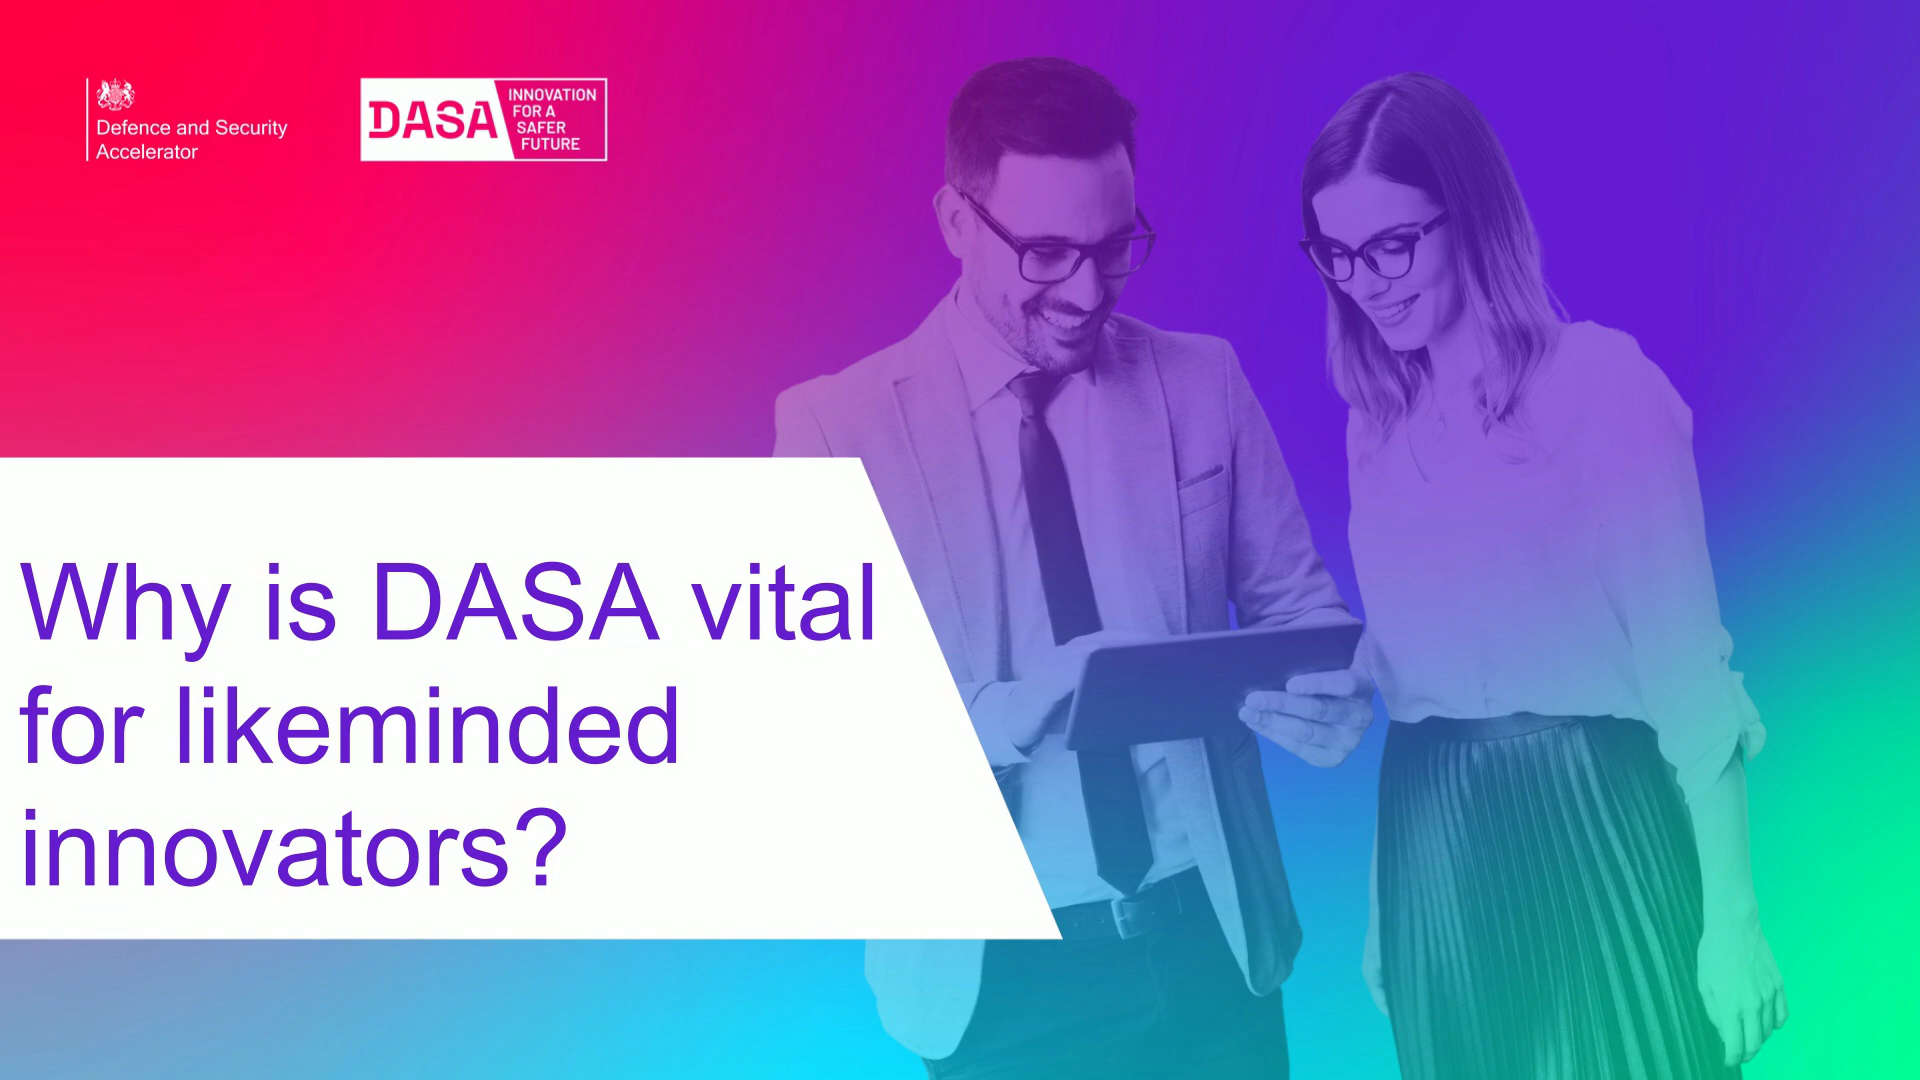 Defence and Security
Accelerator
DASA
INNOVATION
FOR A
SAFER
FUTURE
Why is DASA vital
for likeminded
innovators?